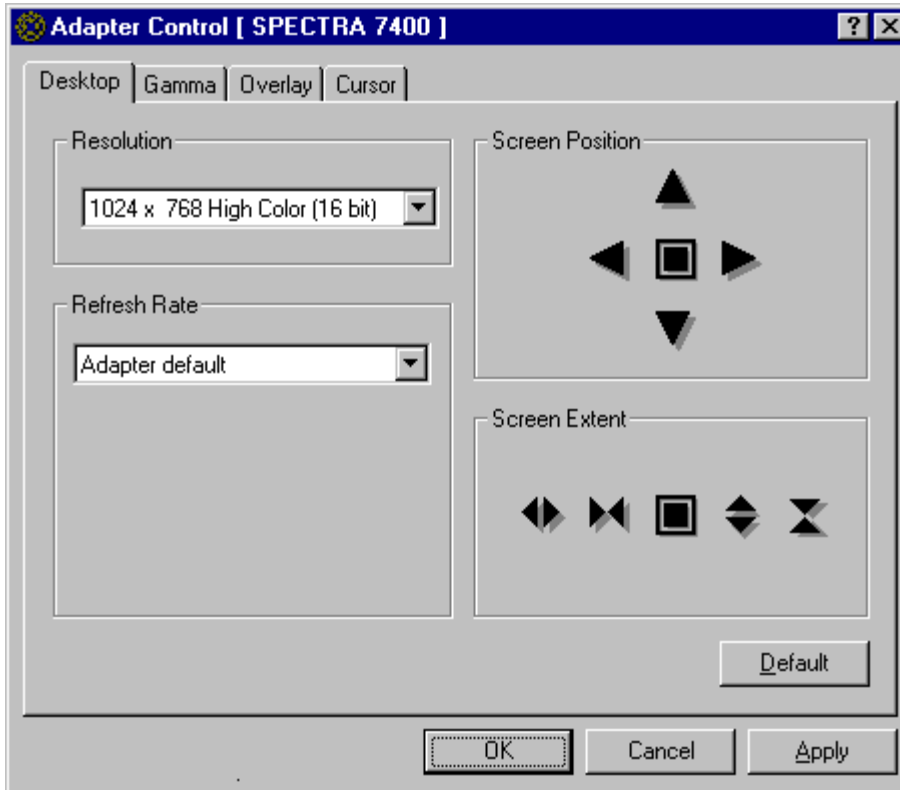 Adapter Control [ SPECTRA 7400 ]
Desktop Gamma Overlay Cursor
Resolution
1024 x  768 High Color (16 bit)
Refresh Rate
Adapter default
Screen Position
Screen Extent
Default
OK Cancel Apply